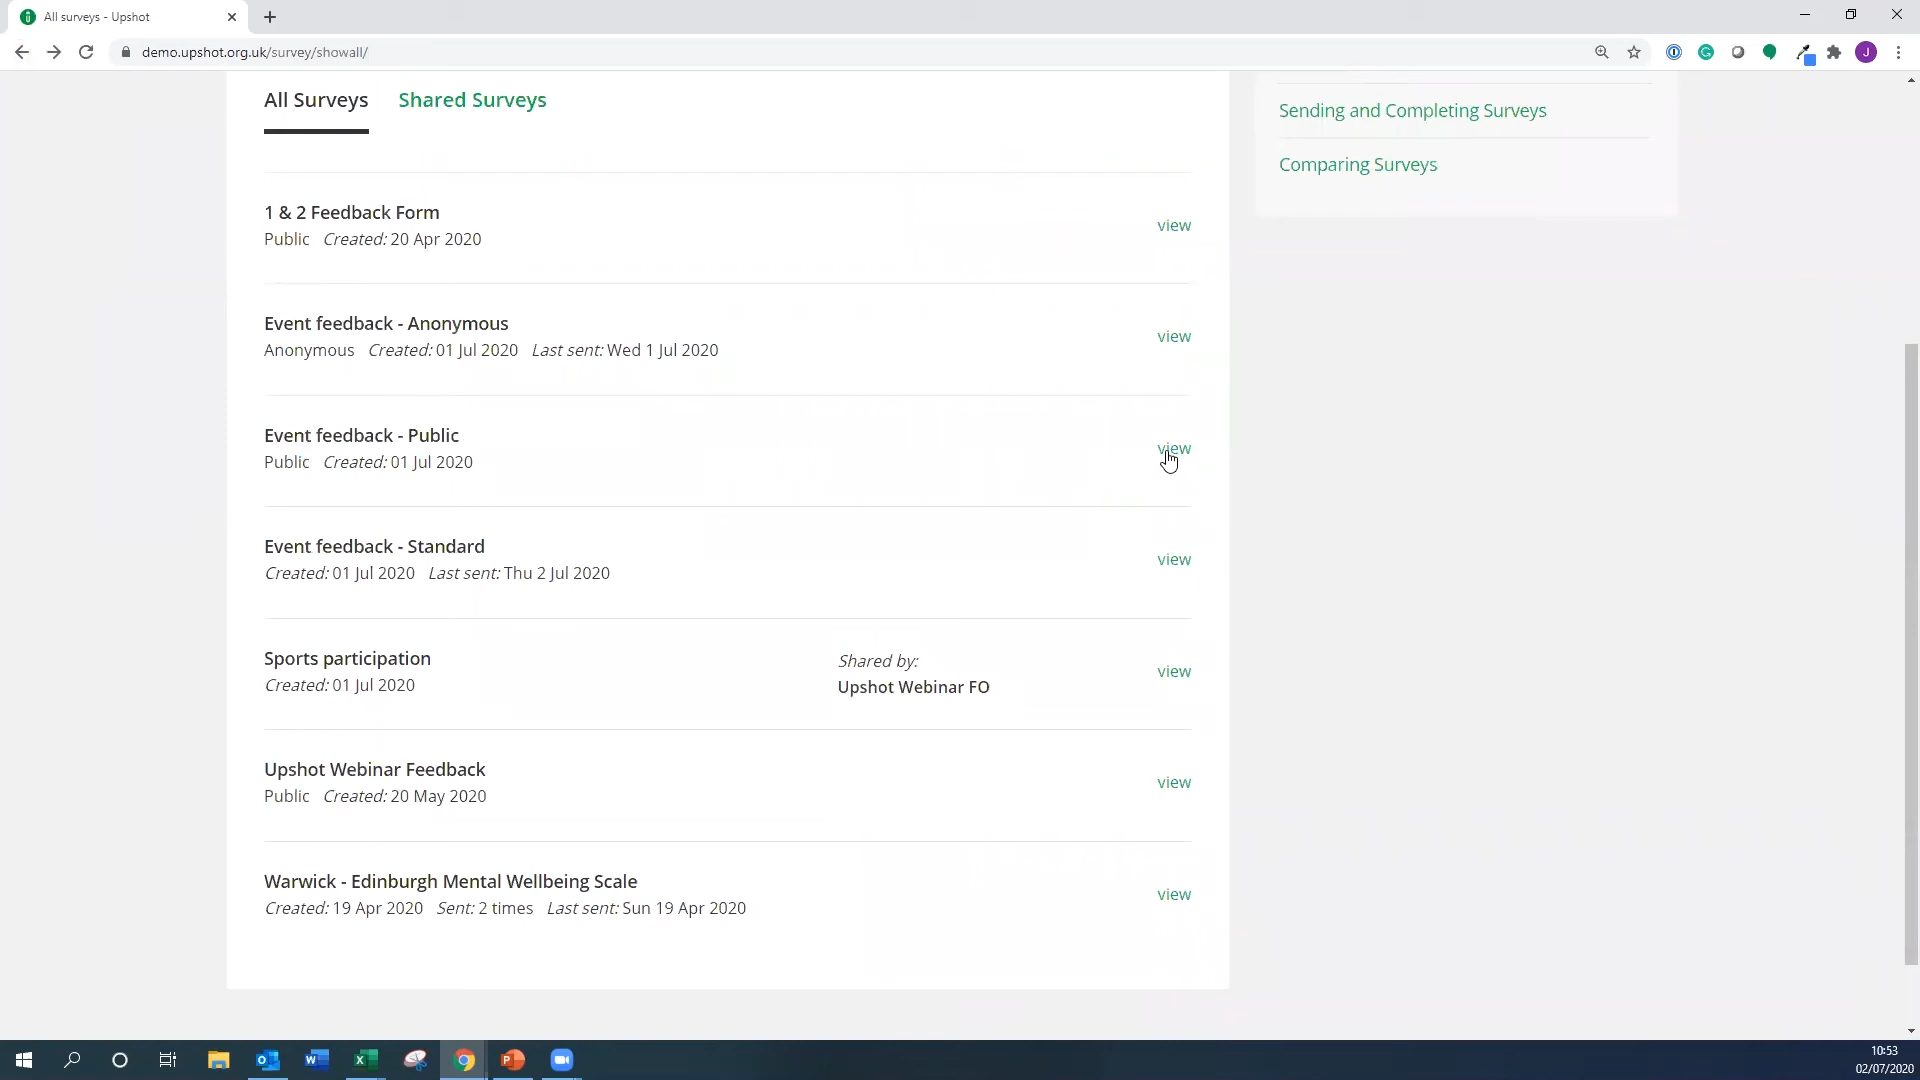 All surveys - Upshot
demo.upshot.org.uk/survey/showall/
J
All Surveys
Shared Surveys
1 & 2 Feedback Form
Public Created: 20 Apr 2020
view
Event feedback - Anonymous
Anonymous Created: 01 Jul 2020 Last sent: Wed 1 Jul 2020
view
Event feedback - Public
Public Created: 01 Jul 2020
view
Event feedback - Standard
Created: 01 Jul 2020 Last sent: Thu 2 Jul 2020
view
Sports participation
Created: 01 Jul 2020
Shared by:
Upshot Webinar FO
view
Upshot Webinar Feedback
Public Created: 20 May 2020
view
Warwick - Edinburgh Mental Wellbeing Scale
Created: 19 Apr 2020 Sent: 2 times Last sent: Sun 19 Apr 2020
view
Sending and Completing Surveys
Comparing Surveys
10:53
02/07/2020